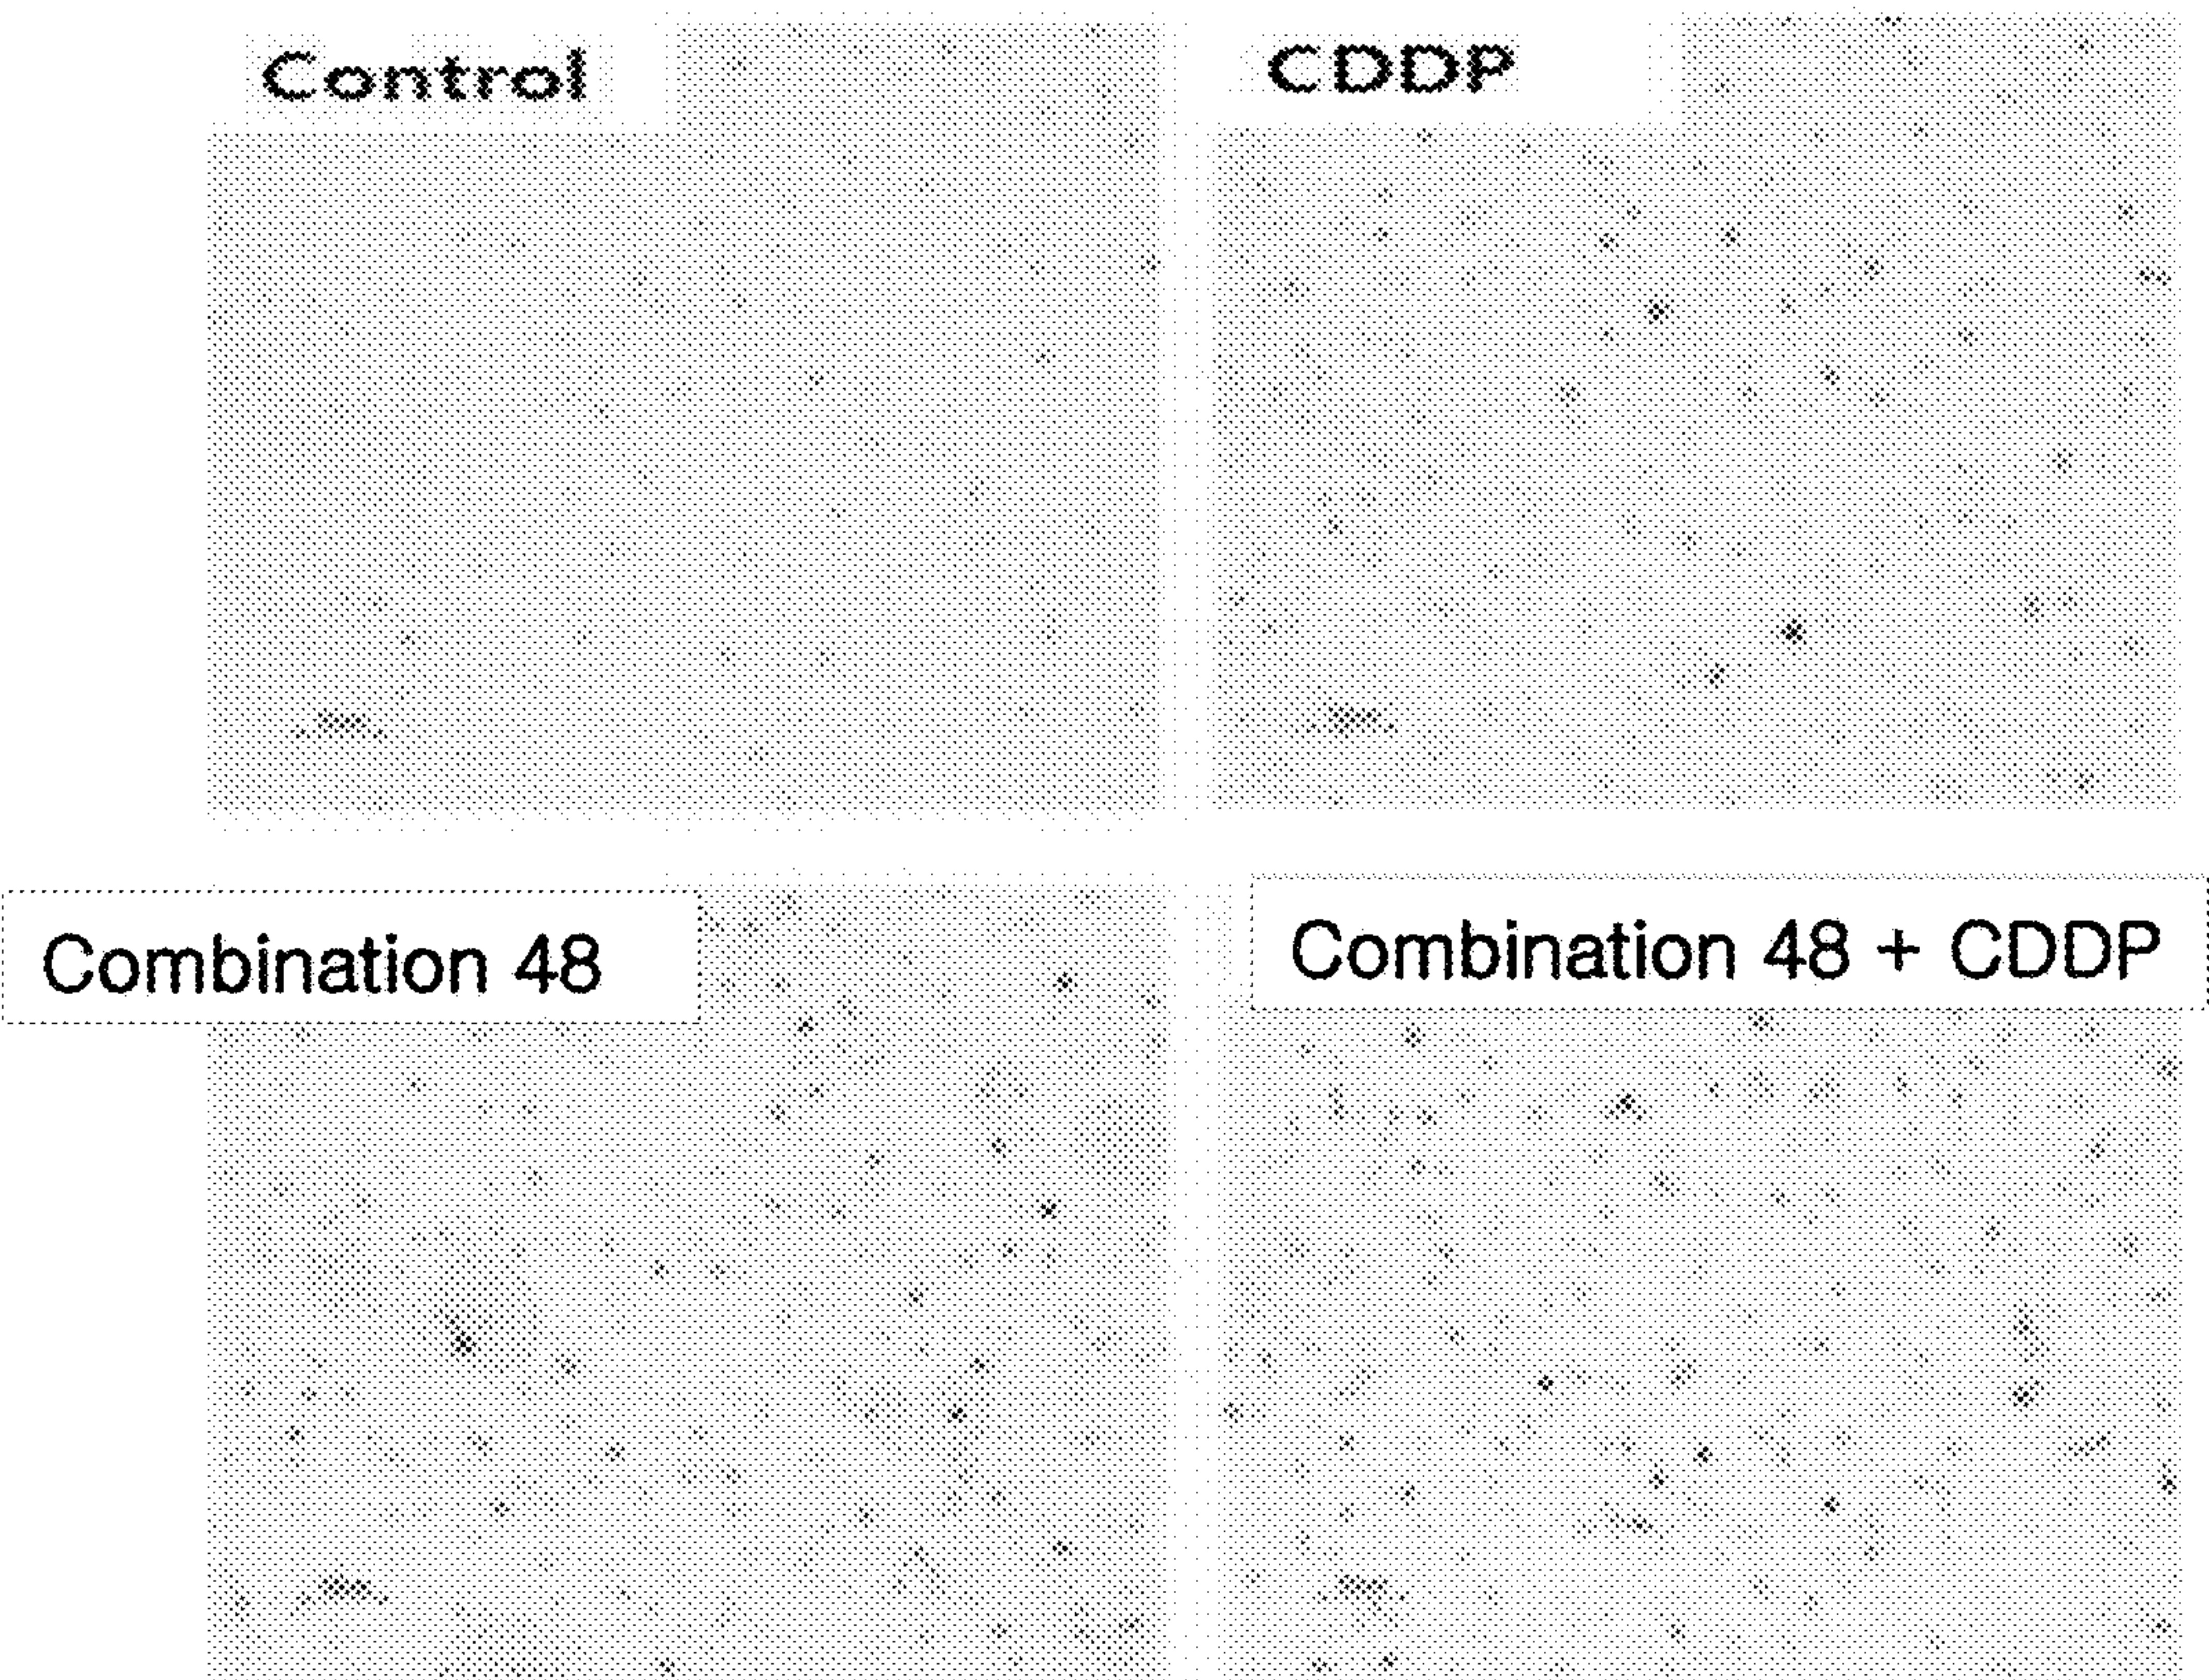 Control
CDDP
Combination 48
Combination 48 + CDDP